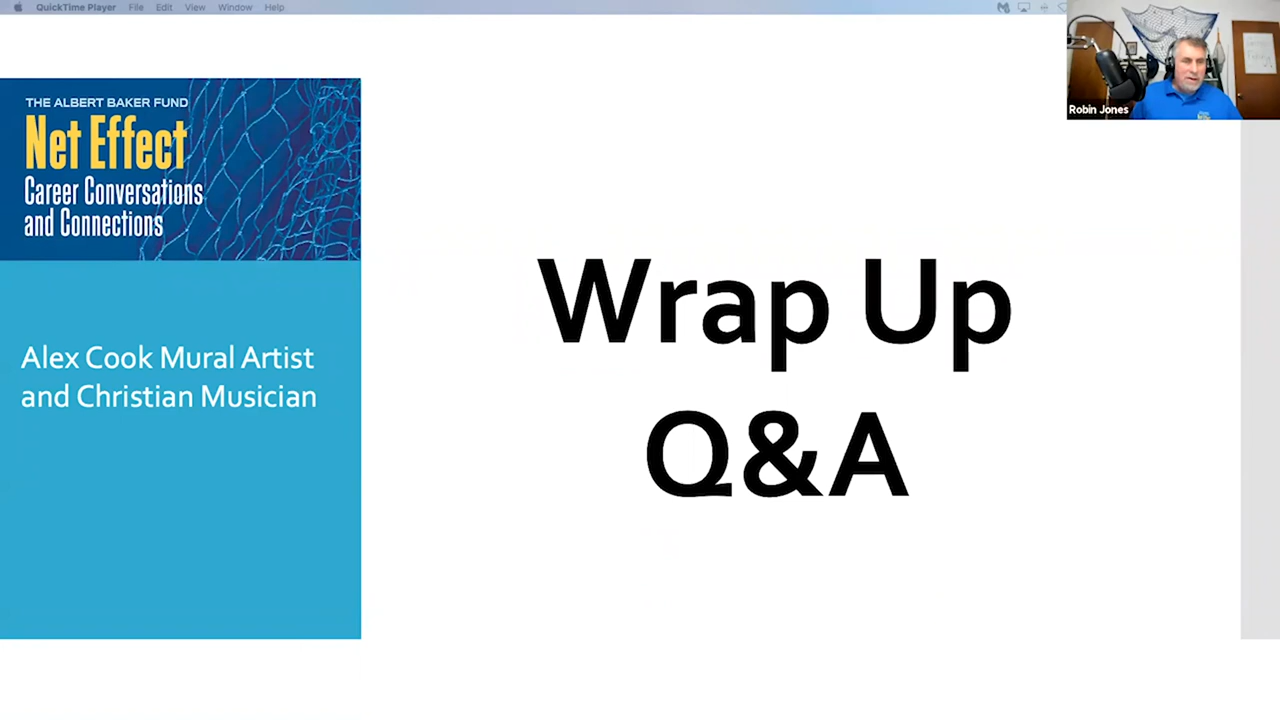 QuickTime Player File Edit View Window Help
Robin Jones
THE ALBERT BAKER FUND
Net Effect
Career Conversations
and Connections
Alex Cook Mural Artist
and Christian Musician
Wrap Up
Q&A